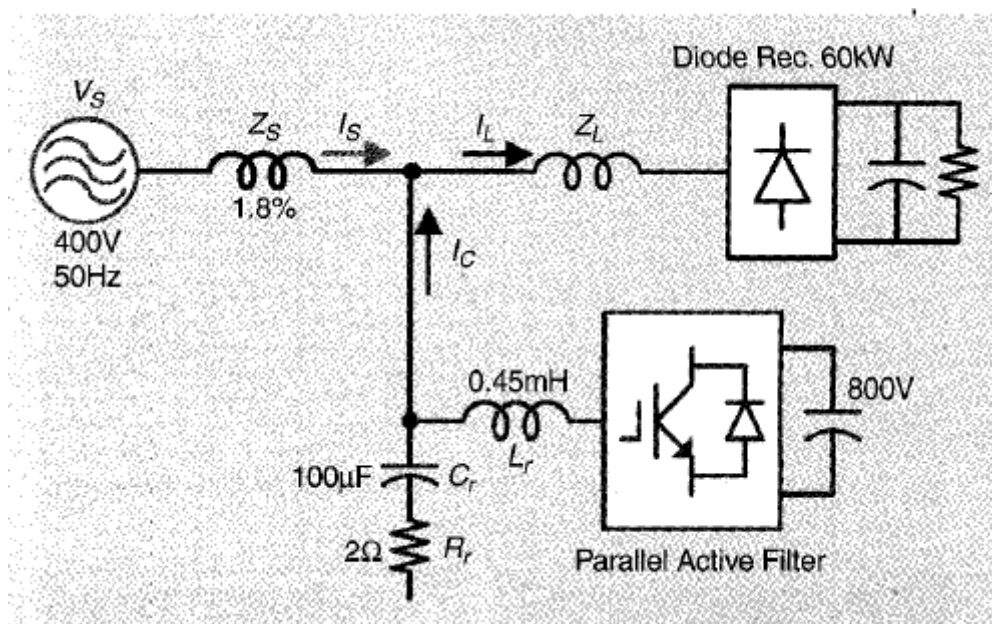 Diode Rec. 60kW
V_S
Z_S
I_S
I_L
Z_L
1.8%
400V
50Hz
I_C
0.45mH
800V
L_r
100μF
C_r
2Ω
R_r
Parallel Active Filter